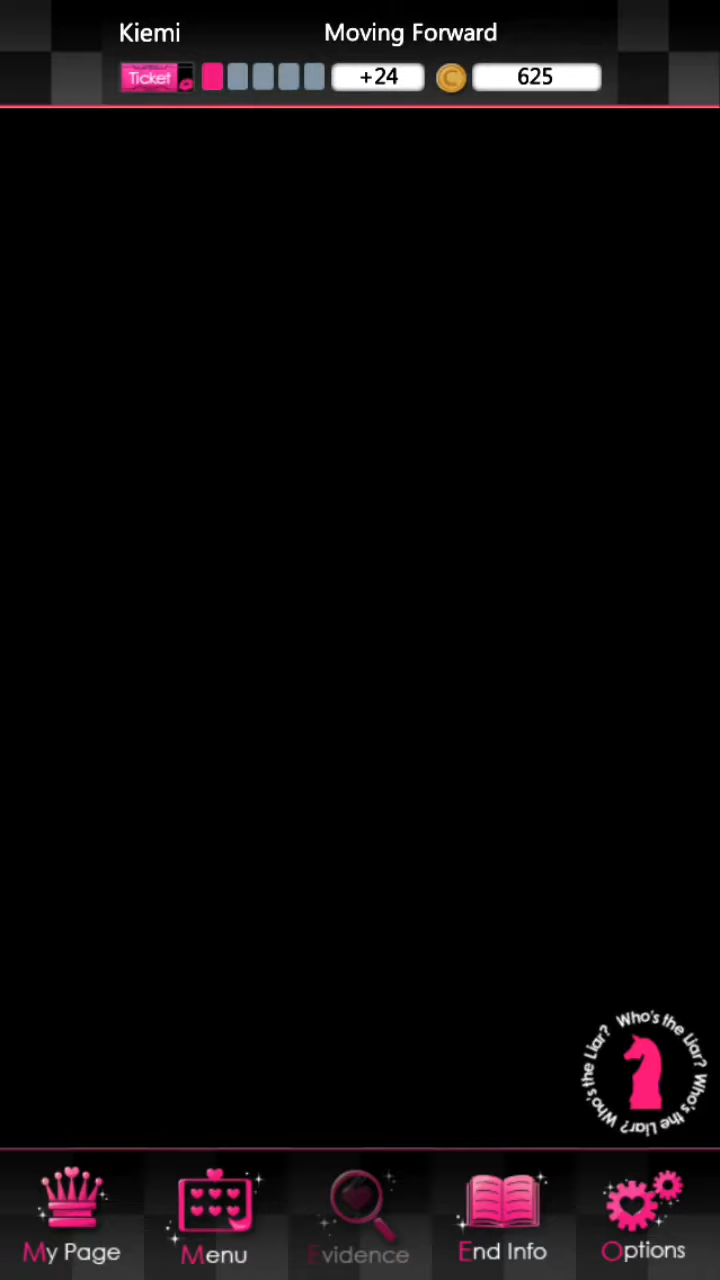 Kiemi
Moving Forward
Ticket
+24
C
625
Who's the Liar? Who's the Liar? Who's the Liar?
My Page
Menu
Evidence
End Info
Options